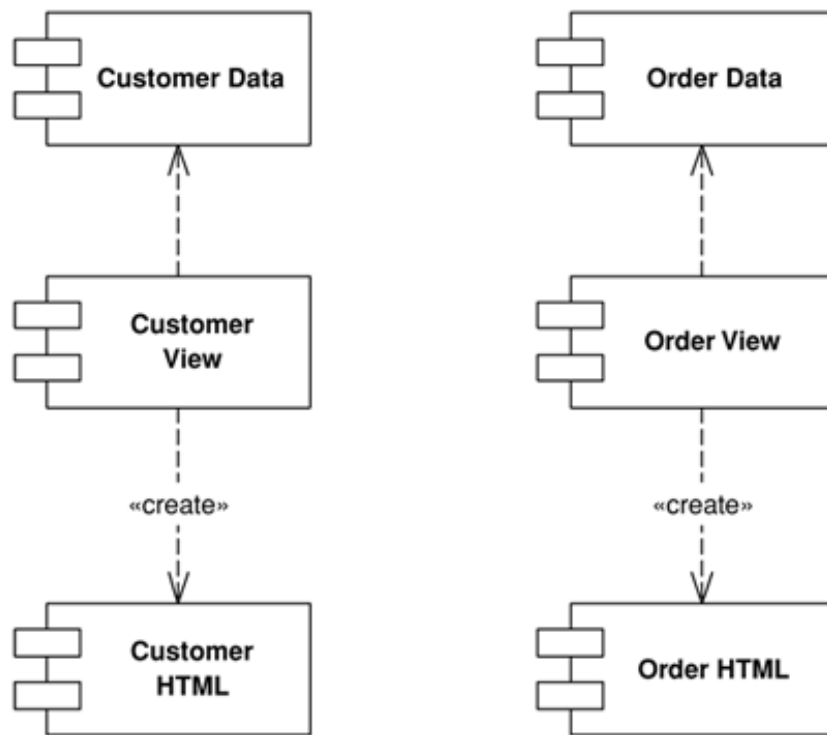 Customer Data
Order Data
Customer
View
Order View
«create»
«create»
Customer
HTML
Order HTML